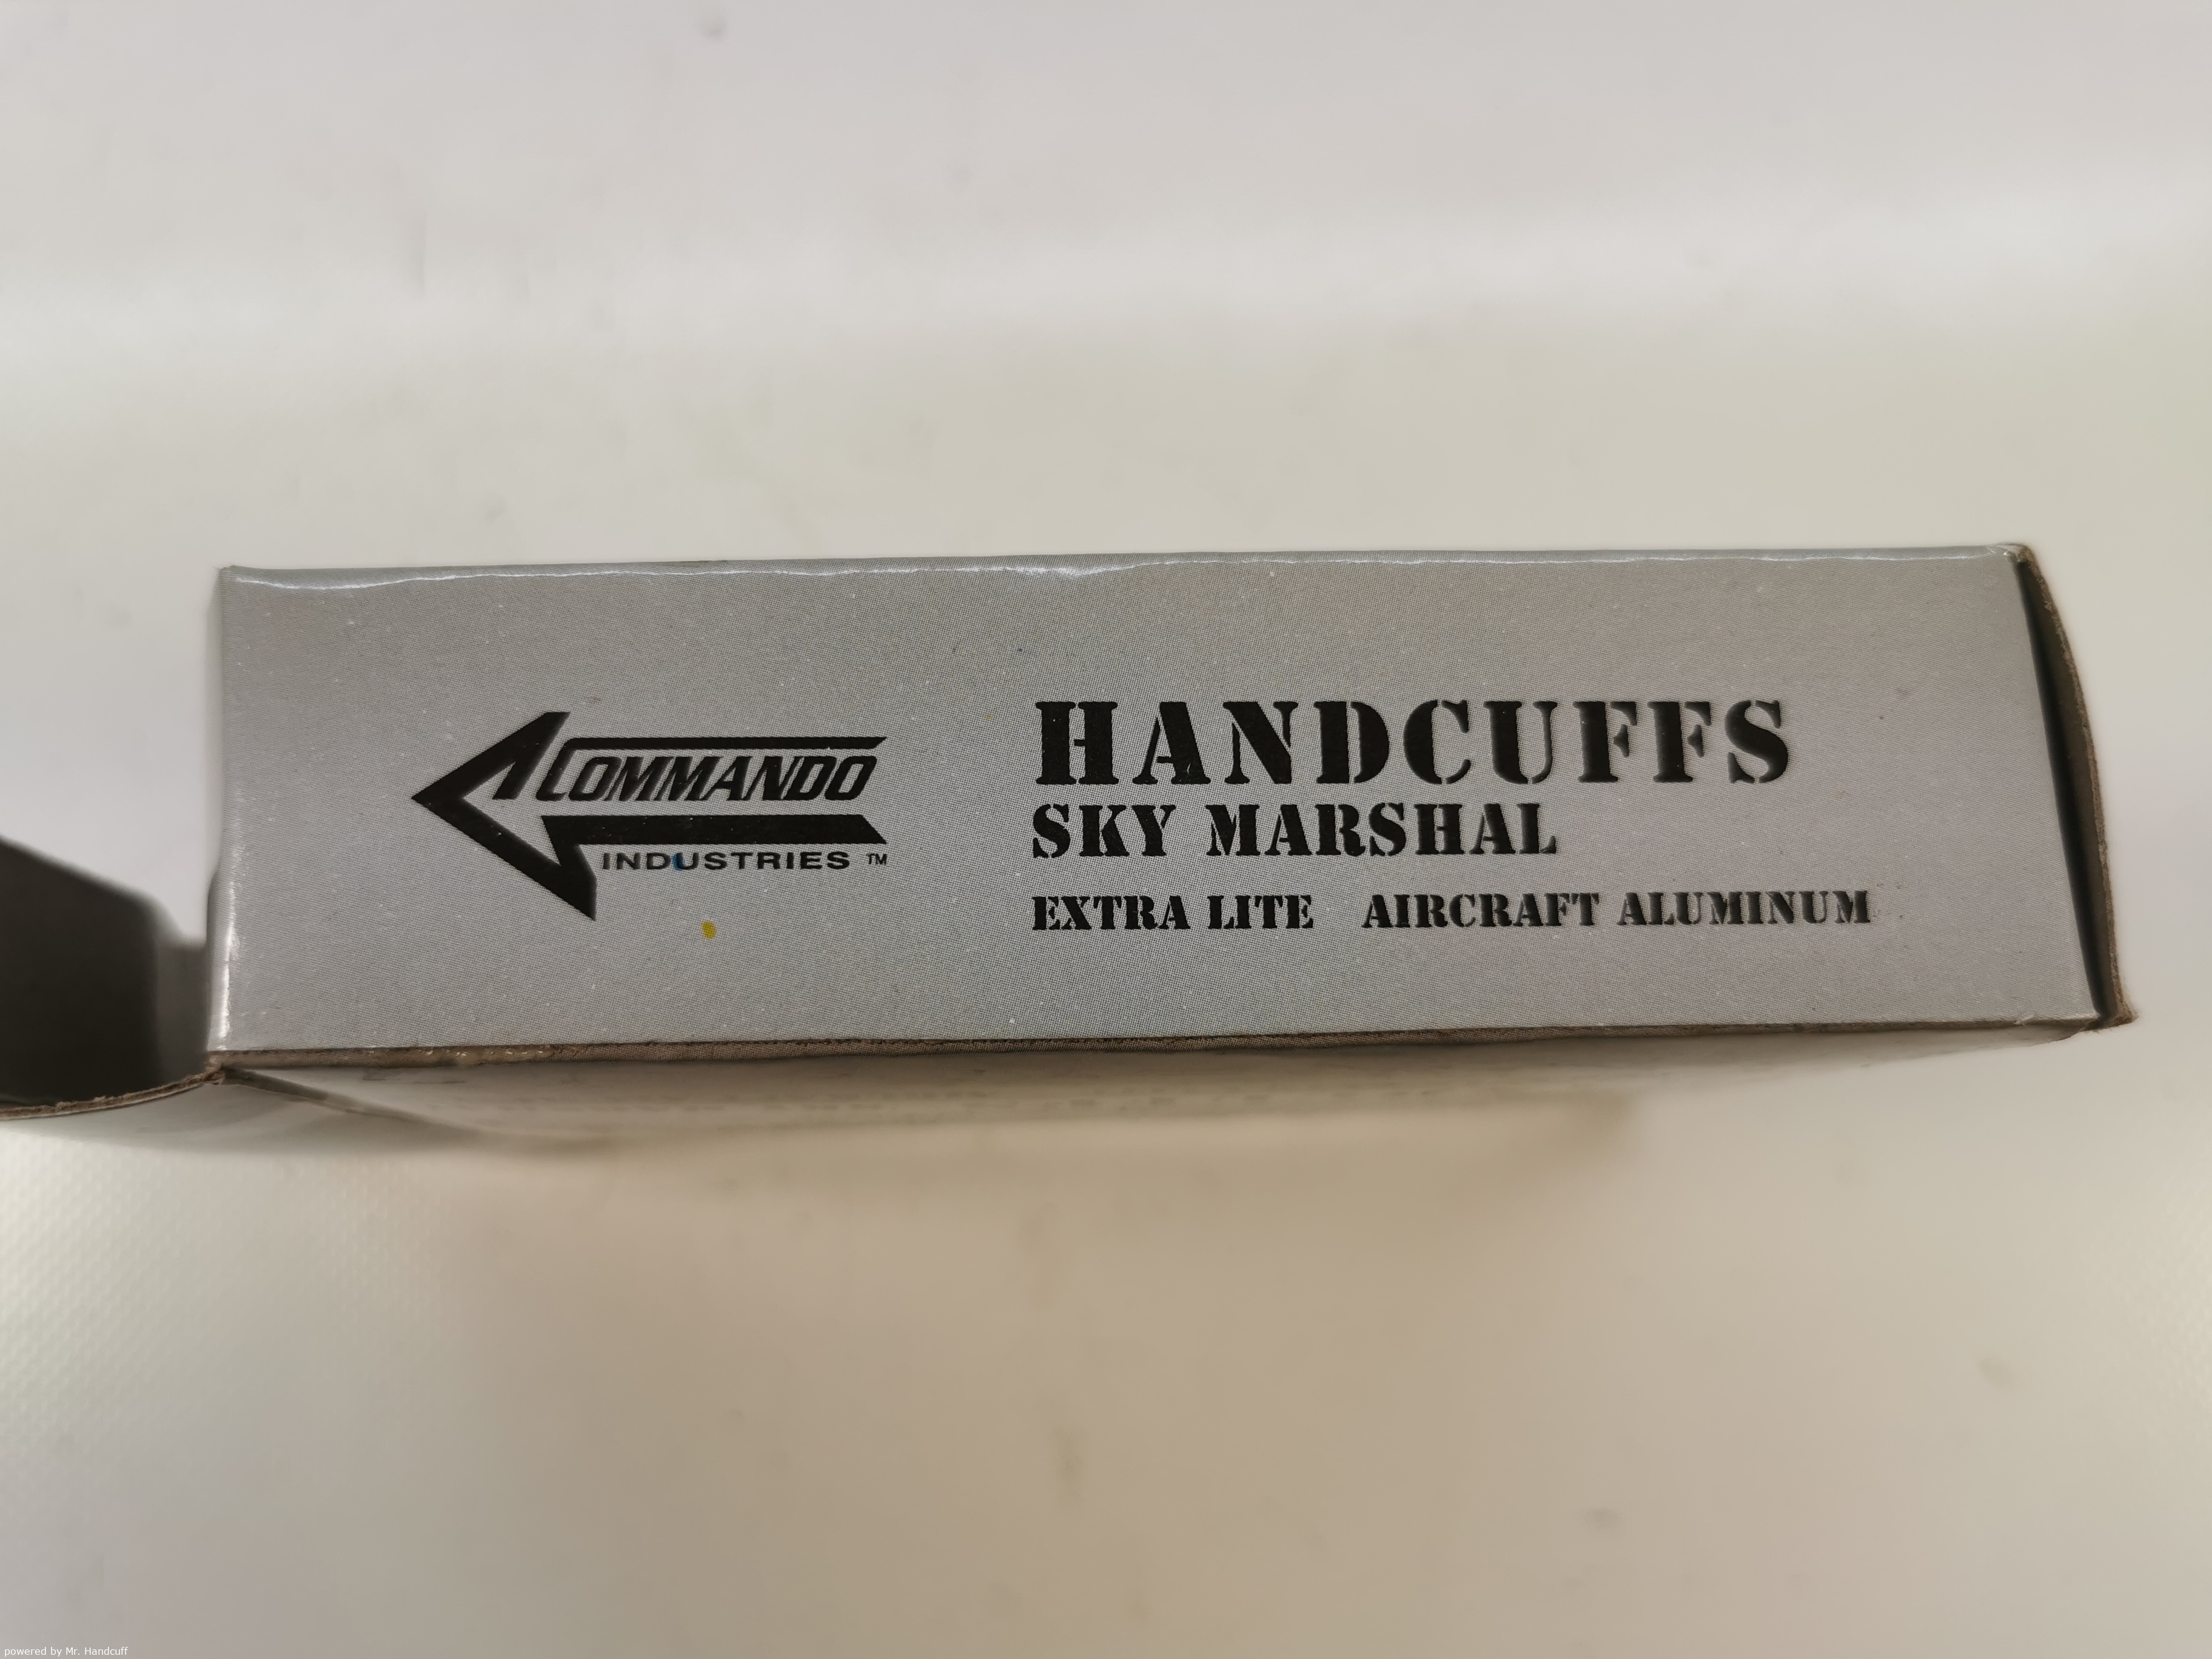 COMMANDO
INDUSTRIES ™
HANDCUFFS
SKY MARSHAL
EXTRA LITE AIRCRAFT ALUMINUM
powered by Mr. Handcuff